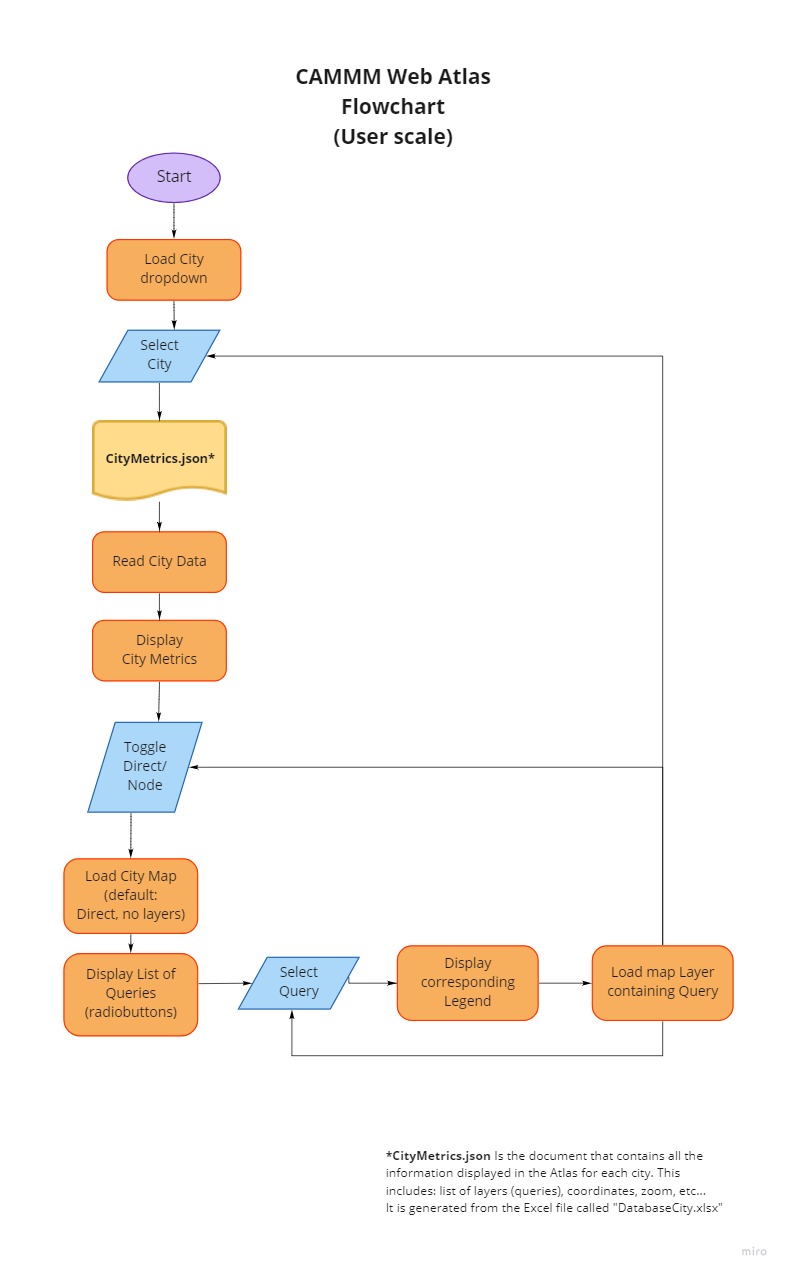 CAMMM Web Atlas
Flowchart
(User scale)
Start
Load City
dropdown
Select
City
CityMetrics.json*
Read City Data
Display
City Metrics
Toggle
Direct/
Node
Load City Map
(default:
Direct, no layers)
Display List of
Queries
(radiobuttons)
Select
Query
Display
corresponding
Legend
Load map Layer
containing Query
*CityMetrics.json Is the document that contains all the
information displayed in the Atlas for each city. This
includes: list of layers (queries), coordinates, zoom, etc...
It is generated from the Excel file called "DatabaseCity.xlsx"
miro